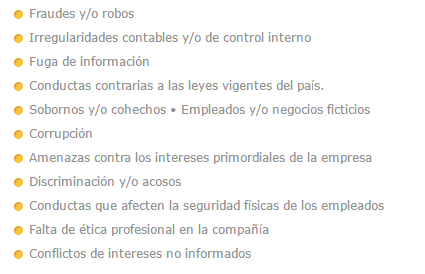 Fraudes y/o robos
Irregularidades contables y/o de control interno
Fuga de información
Conductas contrarias a las leyes vigentes del país.
Sobornos y/o cohechos • Empleados y/o negocios ficticios
Corrupción
Amenazas contra los intereses primordiales de la empresa
Discriminación y/o acosos
Conductas que afecten la seguridad físicas de los empleados
Falta de ética profesional en la compañía
Conflictos de intereses no informados